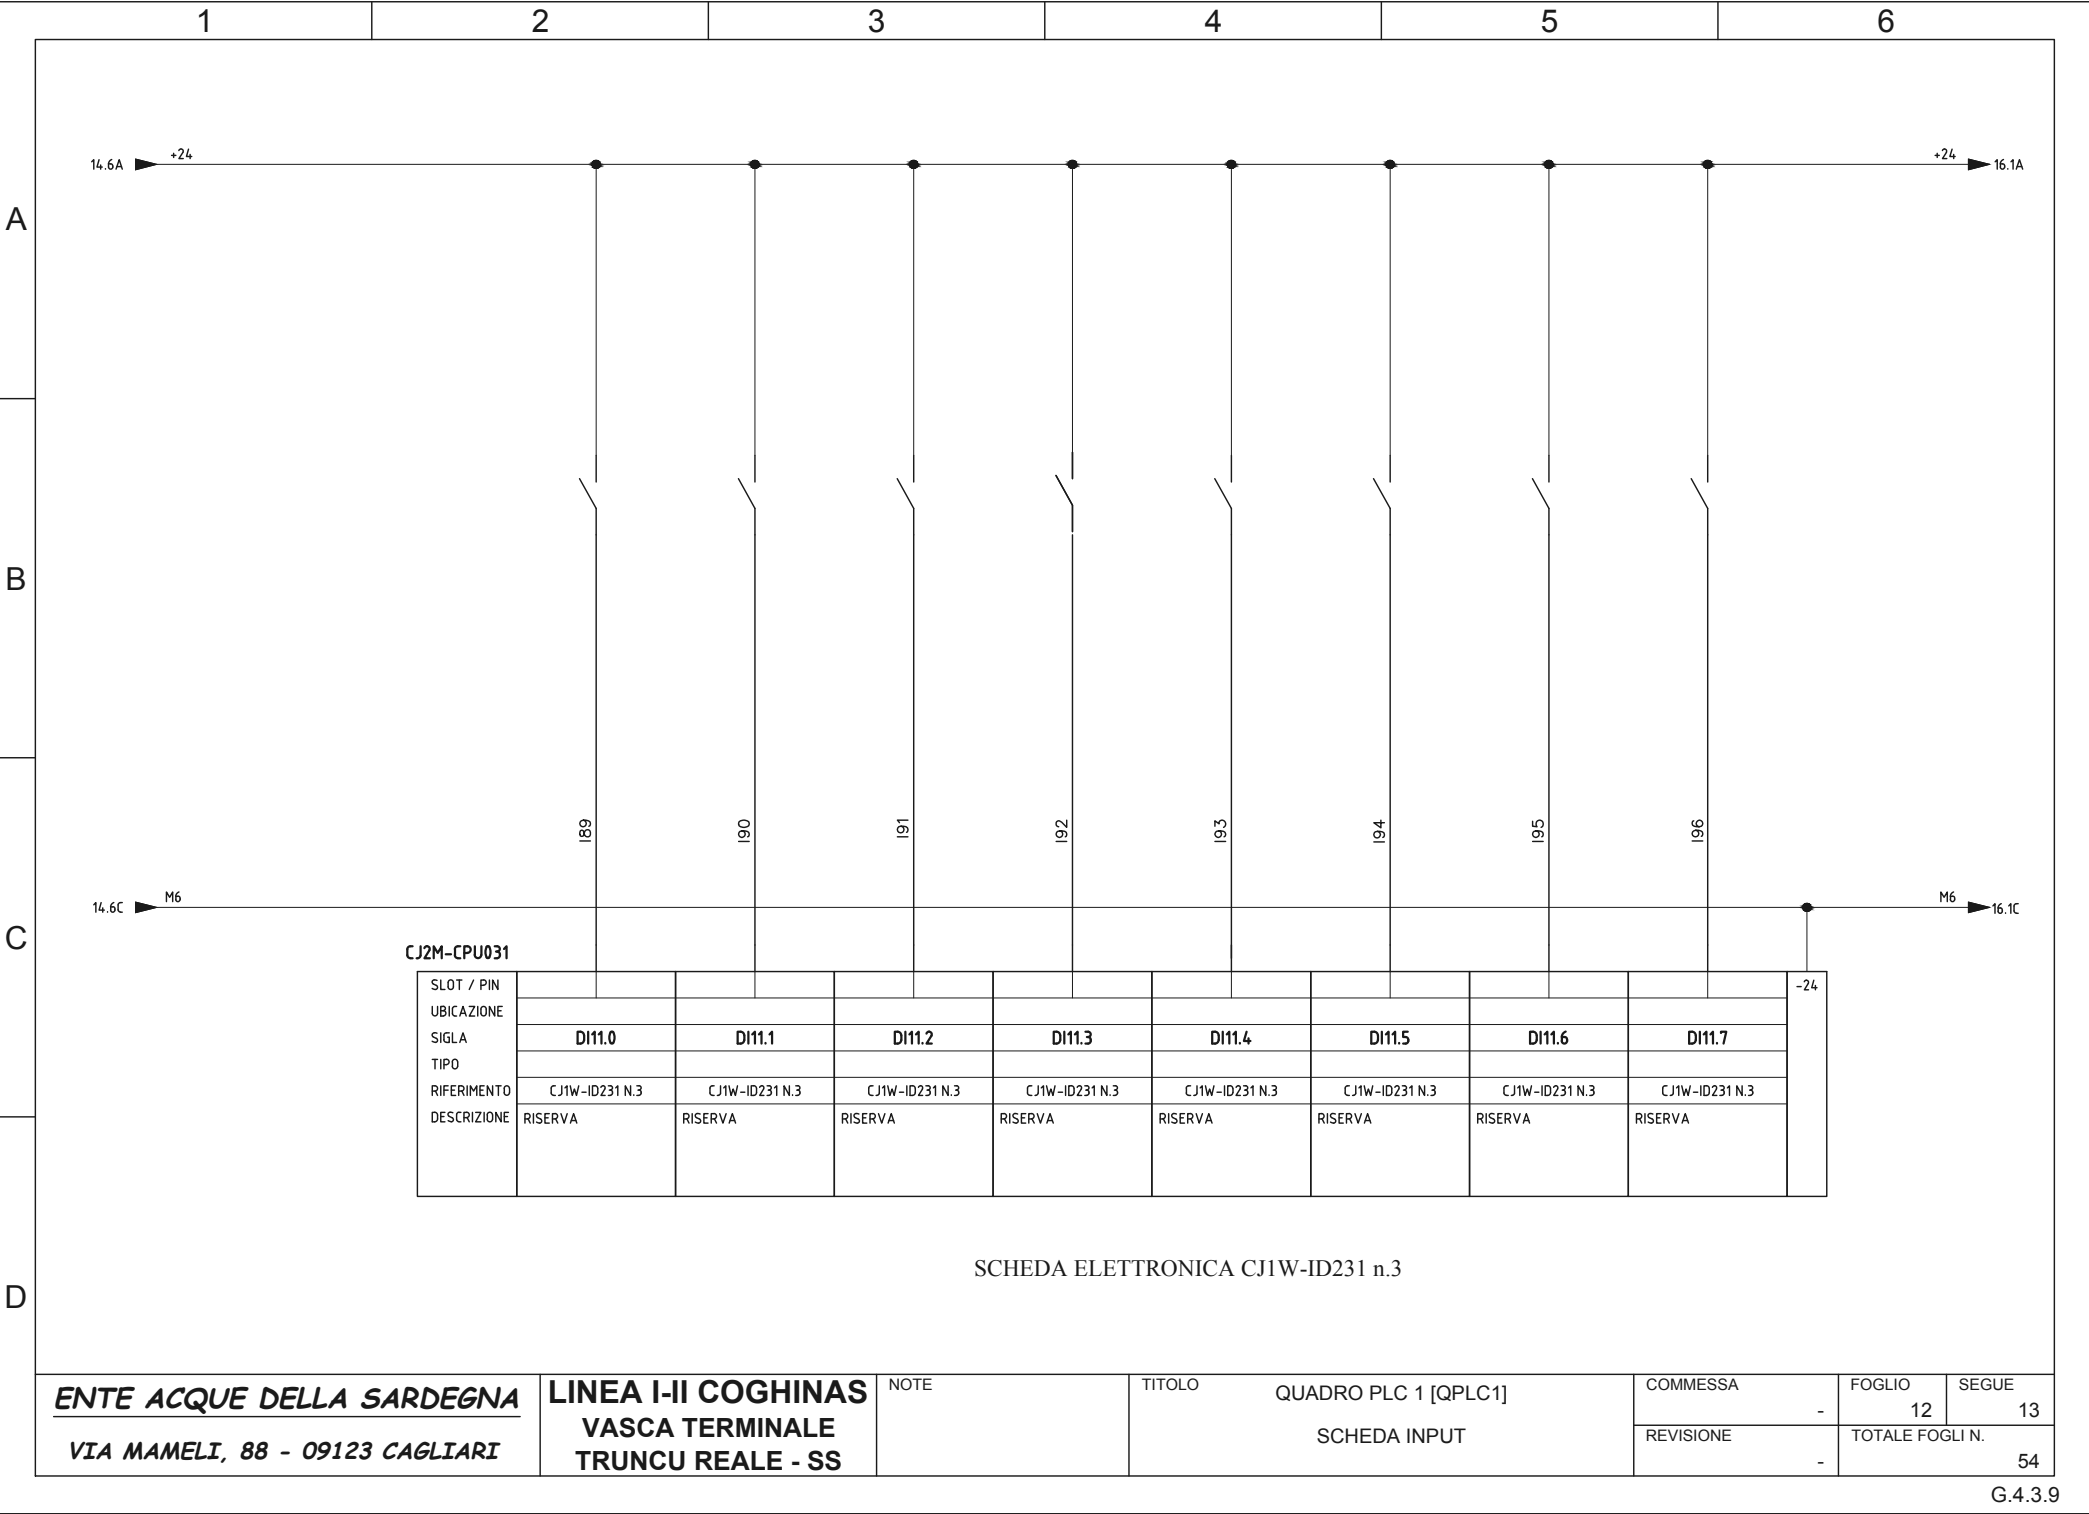 1 2 3 4 5 6
A
B
C
D
14.6A +24 +24 16.1A
I89 I90 I91 I92 I93 I94 I95 I96
14.6C M6 M6 16.1C
CJ2M-CPU031
SLOT / PIN -24
UBICAZIONE
SIGLA DI11.0 DI11.1 DI11.2 DI11.3 DI11.4 DI11.5 DI11.6 DI11.7
TIPO
RIFERIMENTO CJ1W-ID231 N.3 CJ1W-ID231 N.3 CJ1W-ID231 N.3 CJ1W-ID231 N.3 CJ1W-ID231 N.3 CJ1W-ID231 N.3 CJ1W-ID231 N.3 CJ1W-ID231 N.3
DESCRIZIONE RISERVA RISERVA RISERVA RISERVA RISERVA RISERVA RISERVA RISERVA
SCHEDA ELETTRONICA CJ1W-ID231 n.3
ENTE ACQUE DELLA SARDEGNA
VIA MAMELI, 88 - 09123 CAGLIARI
LINEA I-II COGHINAS
VASCA TERMINALE
TRUNCU REALE - SS
NOTE
TITOLO
QUADRO PLC 1 [QPLC1]
SCHEDA INPUT
COMMESSA
-
REVISIONE
-
FOGLIO
12
SEGUE
13
TOTALE FOGLI N.
54
G.4.3.9